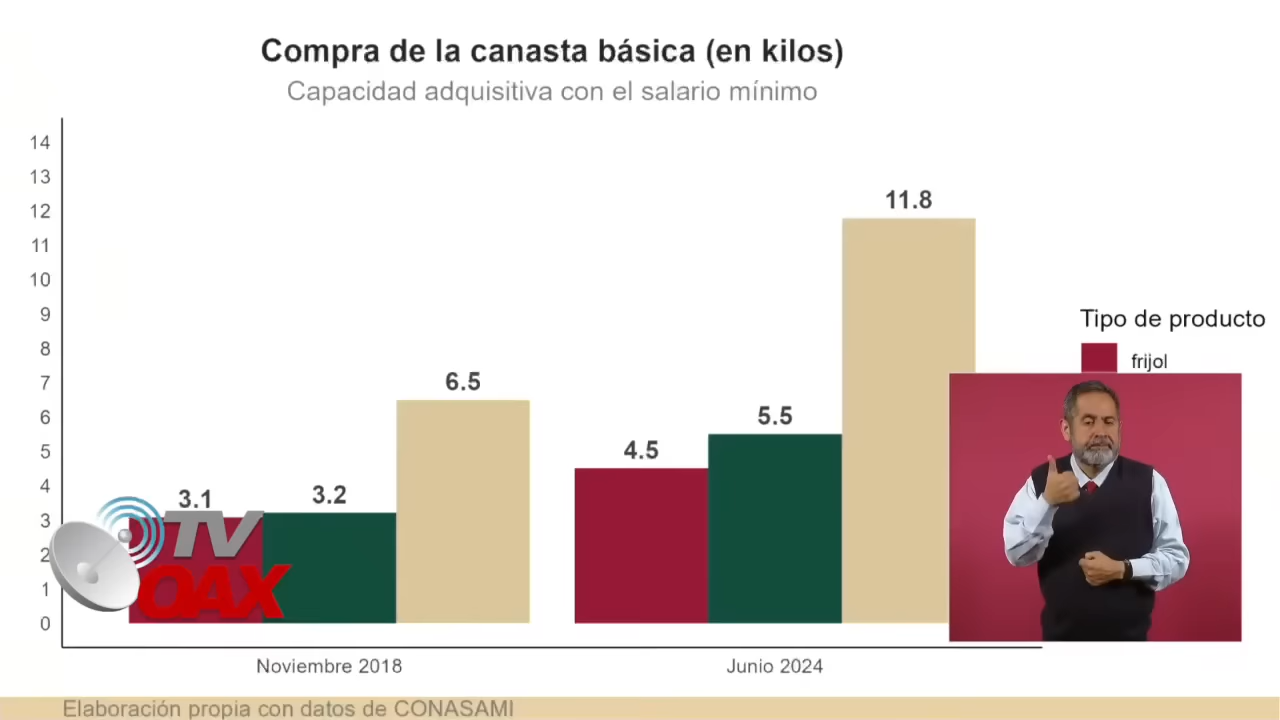 Compra de la canasta básica (en kilos)
Capacidad adquisitiva con el salario mínimo
14
13
12
11
10
9
8
7
6
5
4
3
2
1
0
3.1
3.2
6.5
4.5
5.5
11.8
Noviembre 2018
Junio 2024
Tipo de producto
frijol
TV
OAX
Elaboración propia con datos de CONASAMI